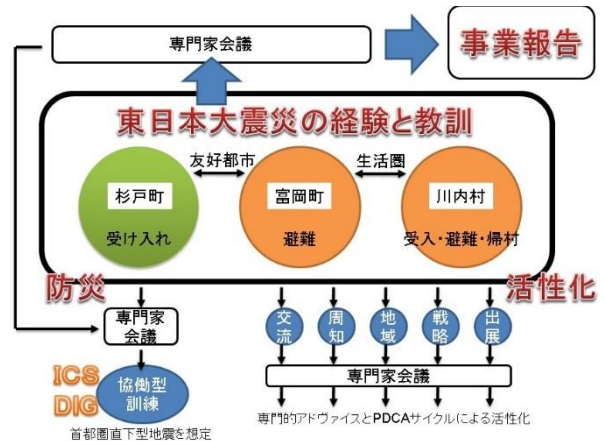 専門家会議
事業報告
東日本大震災の経験と教訓
友好都市
生活圏
杉戸町
富岡町
川内村
受け入れ
避難
受入・避難・帰村
防災
活性化
専門家
会議
交流
周知
地域
戦略
出展
専門家会議
ICS
DIG
協働型
訓練
専門的アドヴァイスとPDCAサイクルによる活性化
首都圏直下型地震を想定